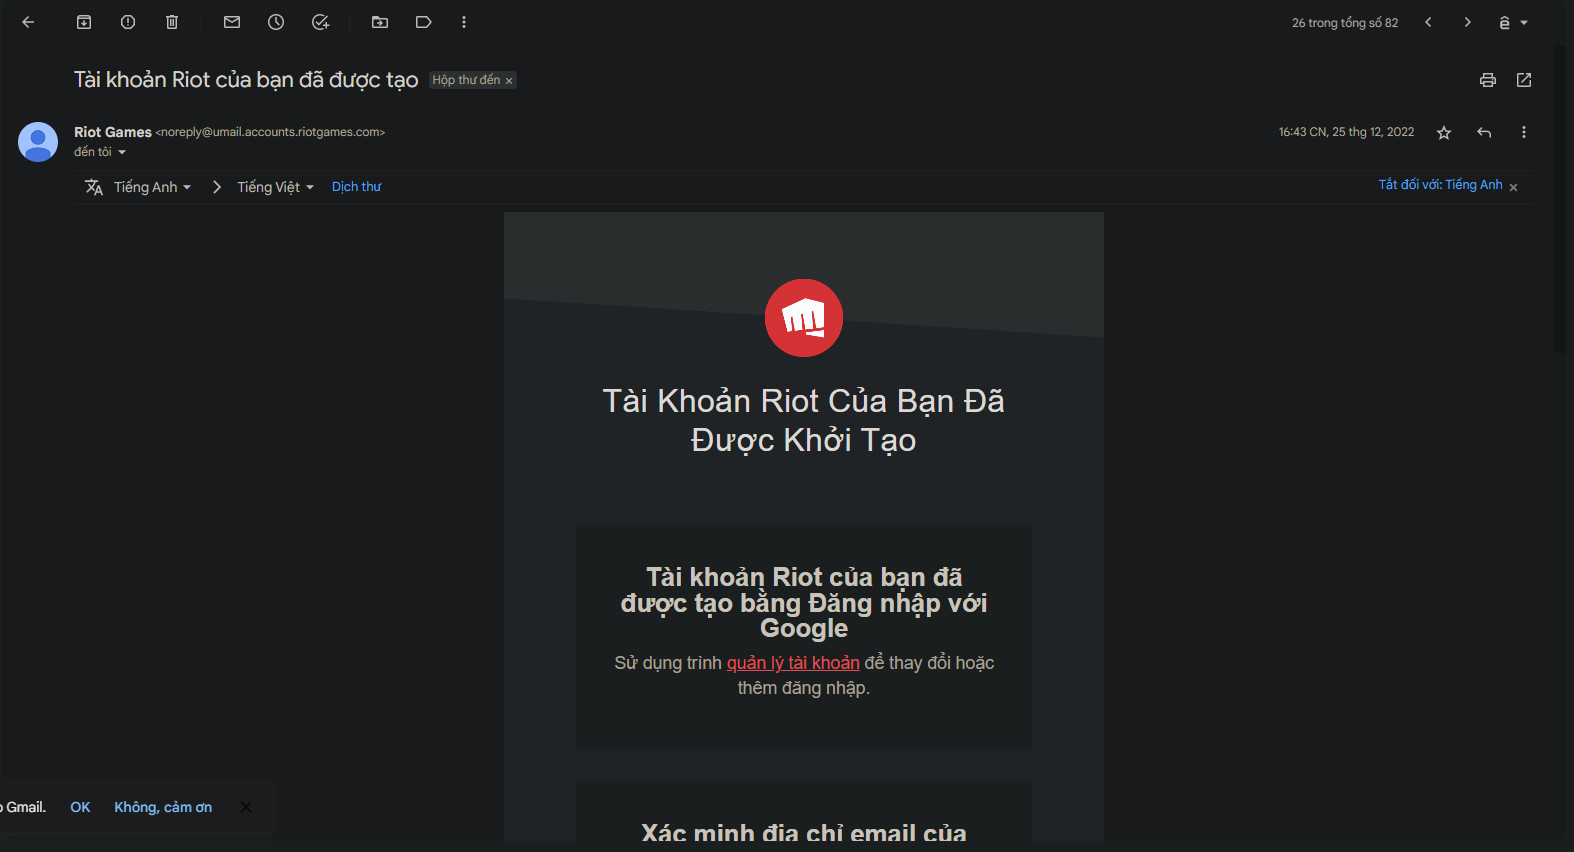 26 trong tổng số 82
Tài khoản Riot của bạn đã được tạo Hộp thư đến ×
Riot Games <noreply@umail.accounts.riotgames.com> 16:43 CN, 25 thg 12, 2022
đến tôi
Tiếng Anh > Tiếng Việt Dịch thư Tắt đối với: Tiếng Anh ×
Tài Khoản Riot Của Bạn Đã
Được Khởi Tạo
Tài khoản Riot của bạn đã
được tạo bằng Đăng nhập với
Google
Sử dụng trình quản lý tài khoản để thay đổi hoặc
thêm đăng nhập.
Gmail. OK Không, cảm ơn
Xác minh địa chỉ email của